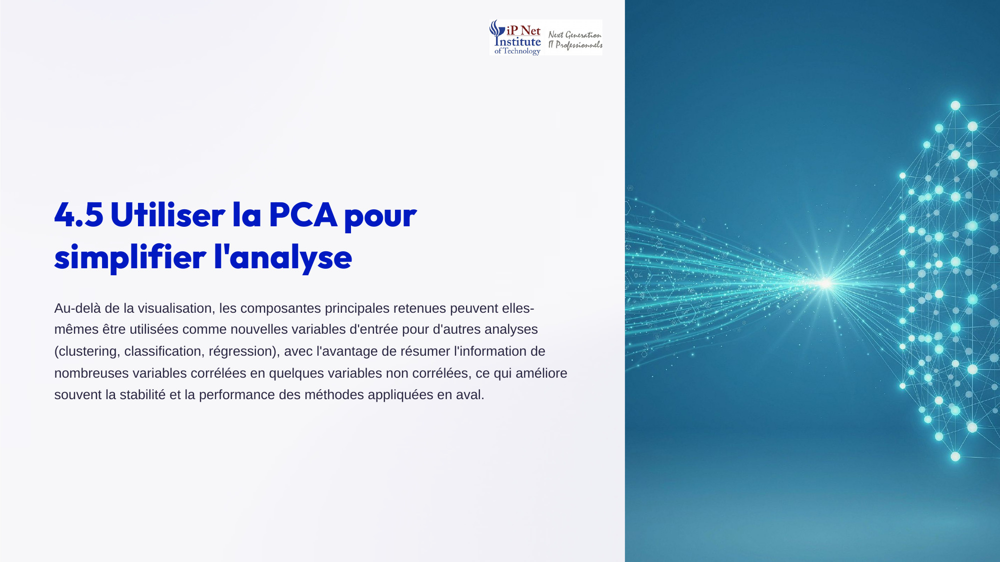 iP Net
Institute
of Technology
Next Generation
IT Professionnels
4.5 Utiliser la PCA pour
simplifier l'analyse
Au-delà de la visualisation, les composantes principales retenues peuvent elles-
mêmes être utilisées comme nouvelles variables d'entrée pour d'autres analyses
(clustering, classification, régression), avec l'avantage de résumer l'information de
nombreuses variables corrélées en quelques variables non corrélées, ce qui améliore
souvent la stabilité et la performance des méthodes appliquées en aval.